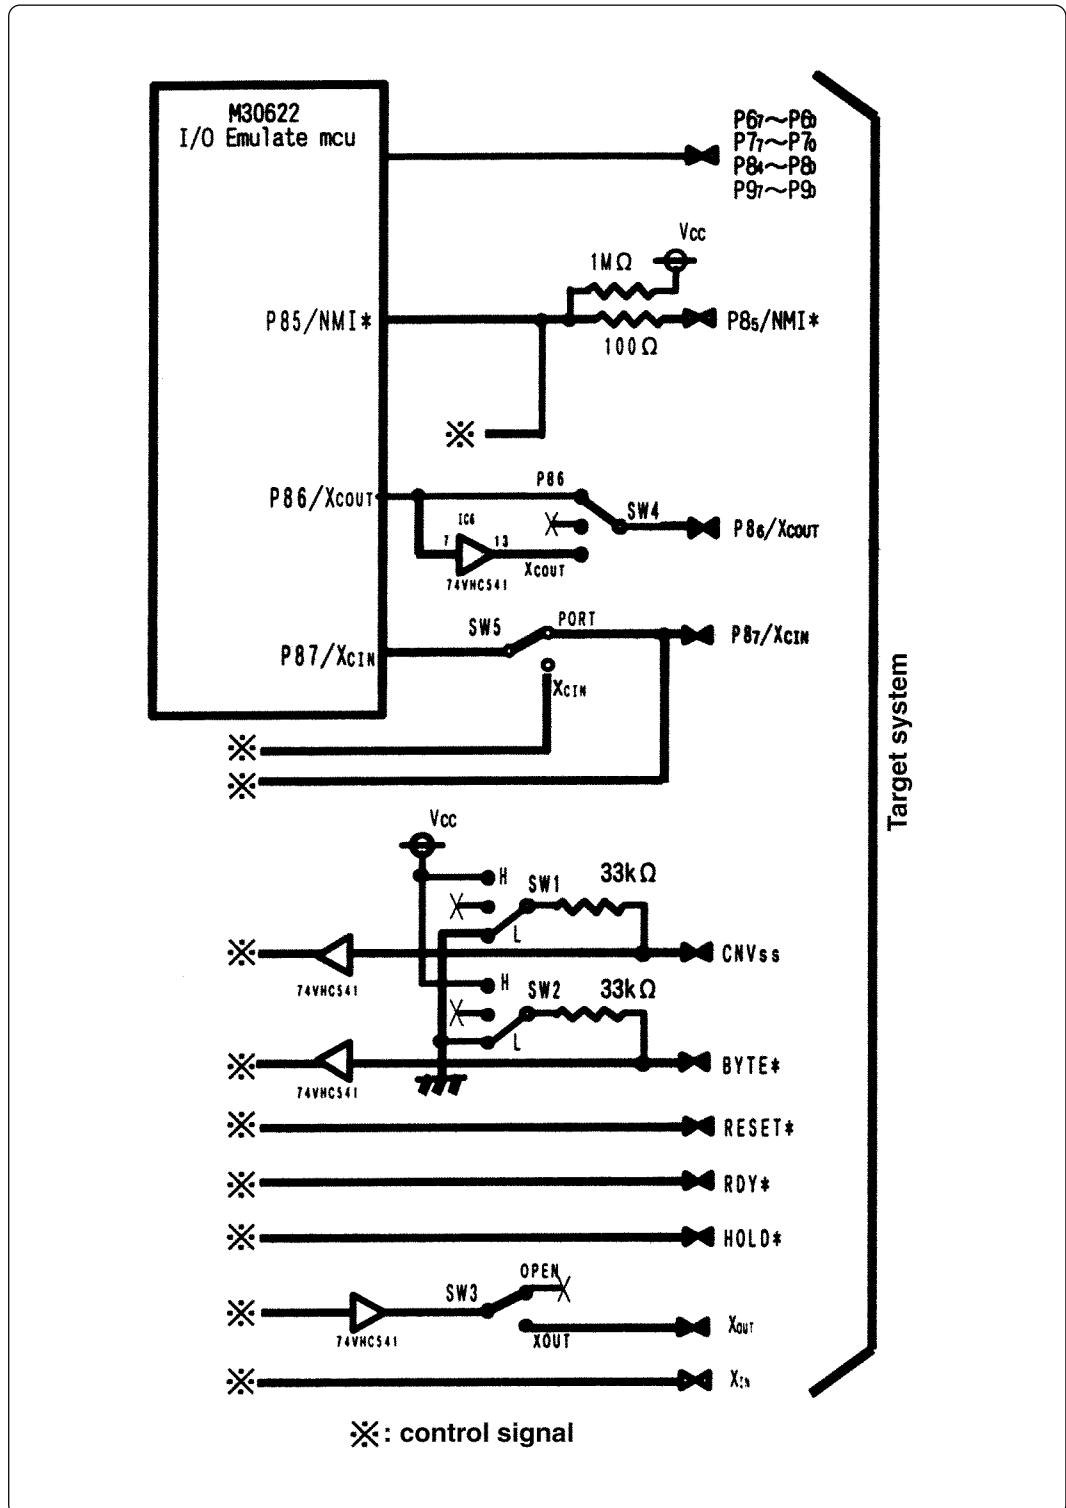 M30622
I/O Emulate mcu
P67~P60
P77~P70
P84~P80
P97~P90
Vcc
1MΩ
P85/NMI*
P85/NMI*
100Ω
※
P86
P86/XCOUT
SW4
P86/XCOUT
IC6
7
13
XCOUT
74VHC541
SW5
PORT
P87/XCIN
P87/XCIN
XCIN
※
※
Target system
Vcc
H
SW1
33kΩ
L
※
CNVss
74VHC541
H
SW2
33kΩ
L
※
BYTE*
74VHC541
※
RESET*
※
RDY*
※
HOLD*
OPEN
SW3
※
XOUT
74VHC541
XOUT
※
XIN
※: control signal